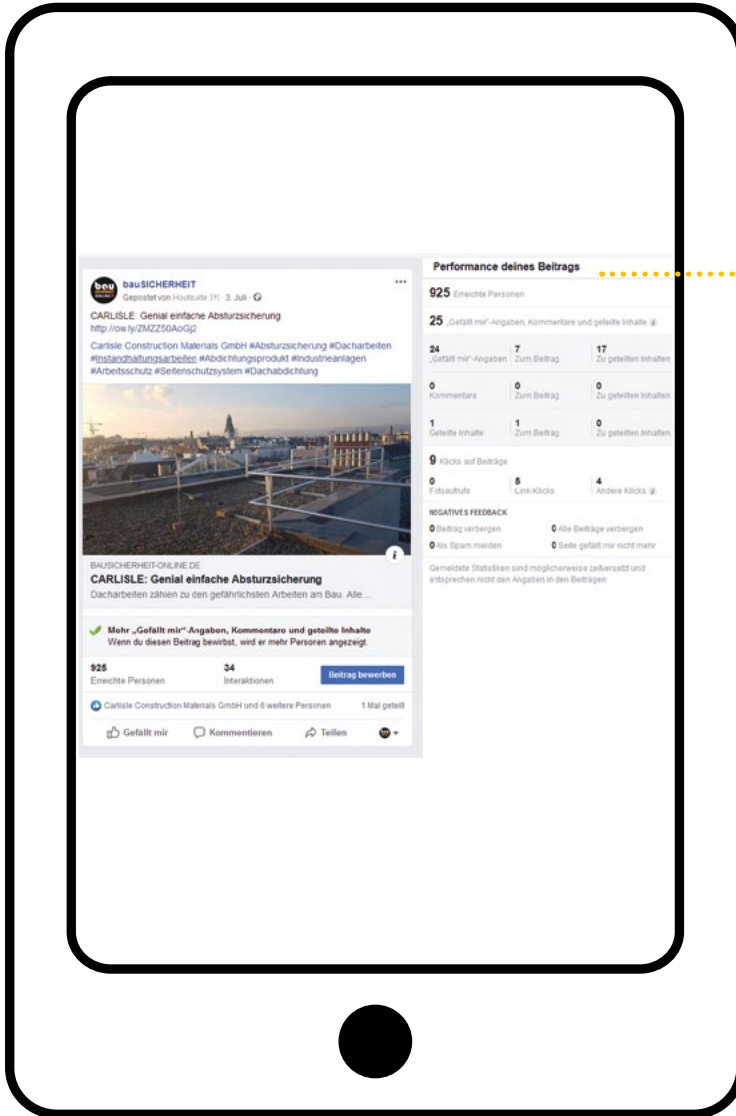 bauSICHERHEIT
Gepostet von Hootsuite [?] · 3. Juli ·
CARLISLE: Genial einfache Absturzsicherung
http://ow.ly/ZMZZ50AoGj2
Carlisle Construction Materials GmbH #Absturzsicherung #Dacharbeiten
#Instandhaltungsarbeiten #Abdichtungsprodukt #Industrieanlagen
#Arbeitsschutz #Seitenschutzsystem #Dachabdichtung
BAUSICHERHEIT-ONLINE.DE
CARLISLE: Genial einfache Absturzsicherung
Dacharbeiten zählen zu den gefährlichsten Arbeiten am Bau. Alle...
Mehr „Gefällt mir“-Angaben, Kommentare und geteilte Inhalte
Wenn du diesen Beitrag bewirbst, wird er mehr Personen angezeigt.
925 34
Erreichte Personen Interaktionen
Beitrag bewerben
Carlisle Construction Materials GmbH und 6 weitere Personen 1 Mal geteilt
Gefällt mir Kommentieren Teilen
Performance deines Beitrags
925 Erreichte Personen
25 „Gefällt mir“-Angaben, Kommentare und geteilte Inhalte
24 7 17
„Gefällt mir“-Angaben Zum Beitrag Zu geteilten Inhalten
0 0 0
Kommentare Zum Beitrag Zu geteilten Inhalten
1 1 0
Geteilte Inhalte Zum Beitrag Zu geteilten Inhalten
9 Klicks auf Beiträge
0 5 4
Fotoaufrufe Link-Klicks Andere Klicks
NEGATIVES FEEDBACK
0 Beitrag verbergen 0 Alle Beiträge verbergen
0 Als Spam melden 0 Seite gefällt mir nicht mehr
Gemeldete Statistiken sind möglicherweise zeitversetzt und
entsprechen nicht den Angaben in den Beiträgen